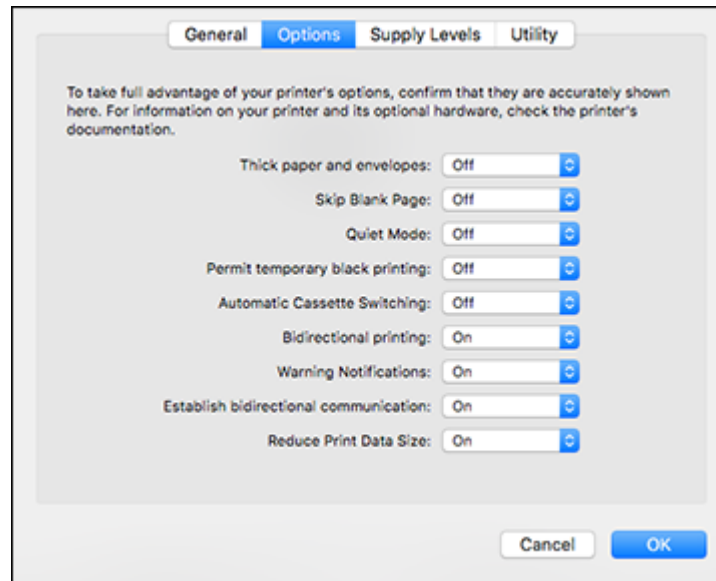 General Options Supply Levels Utility
To take full advantage of your printer's options, confirm that they are accurately shown
here. For information on your printer and its optional hardware, check the printer's
documentation.
Thick paper and envelopes: Off
Skip Blank Page: Off
Quiet Mode: Off
Permit temporary black printing: Off
Automatic Cassette Switching: Off
Bidirectional printing: On
Warning Notifications: On
Establish bidirectional communication: On
Reduce Print Data Size: On
Cancel OK